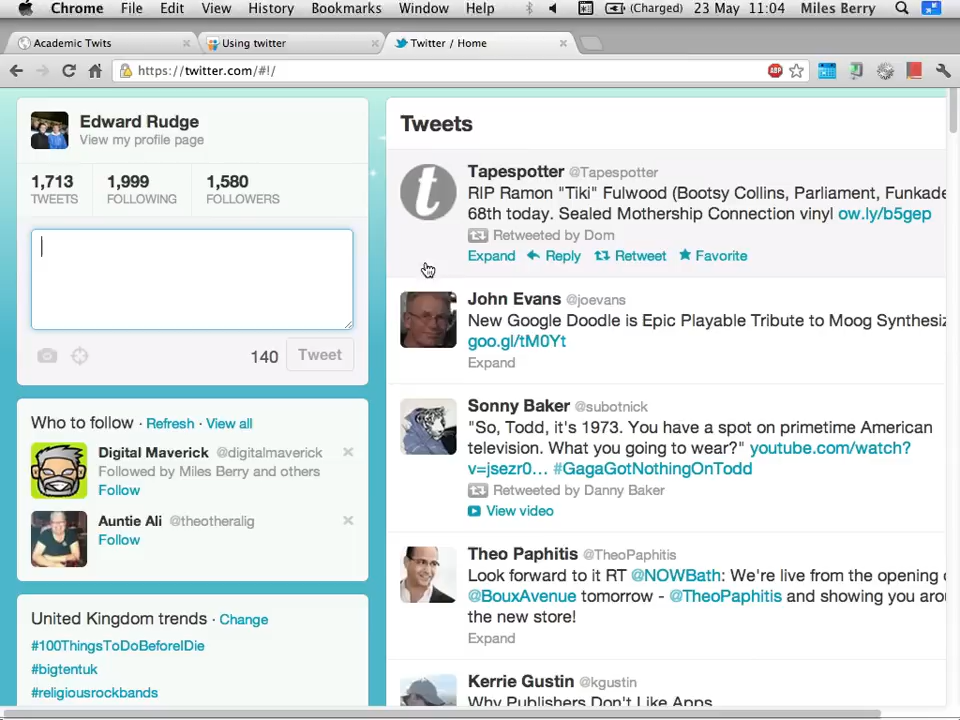 Chrome File Edit View History Bookmarks Window Help (Charged) 23 May 11:04 Miles Berry
Academic Twits
Using twitter
Twitter / Home
https://twitter.com/#!/
ABP
Edward Rudge
View my profile page
1,713 TWEETS
1,999 FOLLOWING
1,580 FOLLOWERS
140 Tweet
Who to follow · Refresh · View all
Digital Maverick @digitalmaverick
Followed by Miles Berry and others
Follow
Auntie Ali @theotheralig
Follow
United Kingdom trends · Change
#100ThingsToDoBeforeIDie
#bigtentuk
#religiousrockbands
Tweets
t
Tapespotter @Tapespotter
RIP Ramon "Tiki" Fulwood (Bootsy Collins, Parliament, Funkade
68th today. Sealed Mothership Connection vinyl ow.ly/b5gep
Retweeted by Dom
Expand Reply Retweet Favorite
John Evans @joevans
New Google Doodle is Epic Playable Tribute to Moog Synthesiz
goo.gl/tM0Yt
Expand
Sonny Baker @subotnick
"So, Todd, it's 1973. You have a spot on primetime American
television. What you going to wear?" youtube.com/watch?
v=jsezr0... #GagaGotNothingOnTodd
Retweeted by Danny Baker
View video
Theo Paphitis @TheoPaphitis
Look forward to it RT @NOWBath: We're live from the opening o
@BouxAvenue tomorrow - @TheoPaphitis and showing you arou
the new store!
Expand
Kerrie Gustin @kgustin
Why Publishers Don't Like Apps